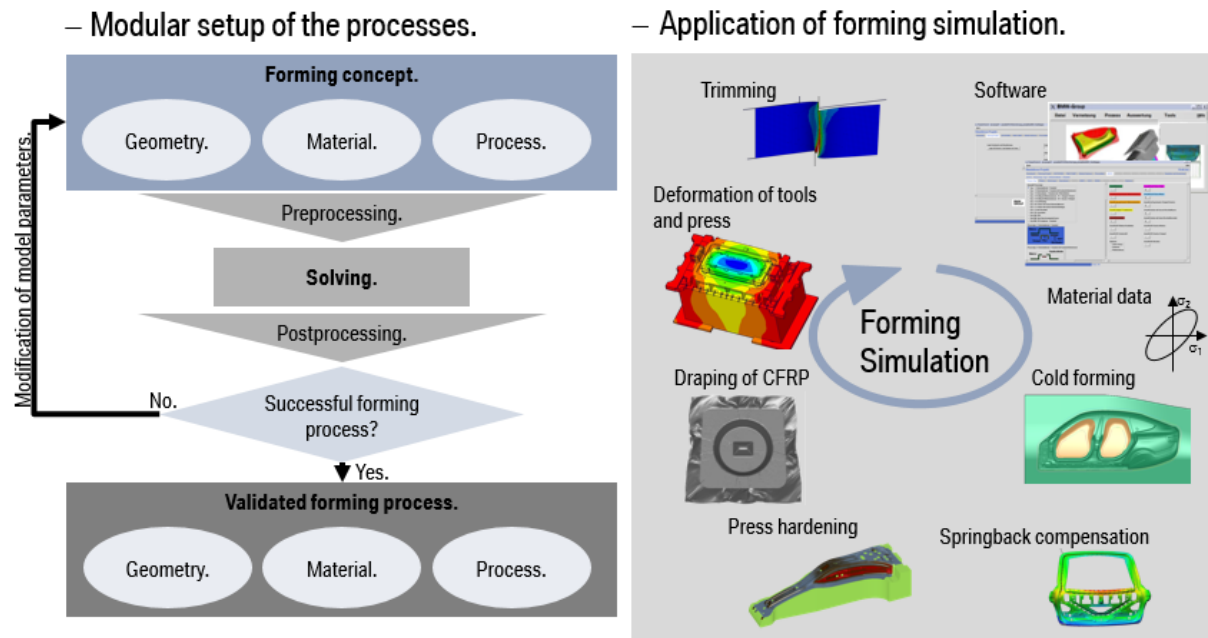 – Modular setup of the processes.
Forming concept.
Geometry.
Material.
Process.
Preprocessing.
Solving.
Postprocessing.
Successful forming
process?
No.
Yes.
Modification of model parameters.
Validated forming process.
Geometry.
Material.
Process.
– Application of forming simulation.
Trimming
Software
Deformation of tools
and press
Material data
σ2
σ1
Forming
Simulation
Draping of CFRP
Cold forming
Press hardening
Springback compensation